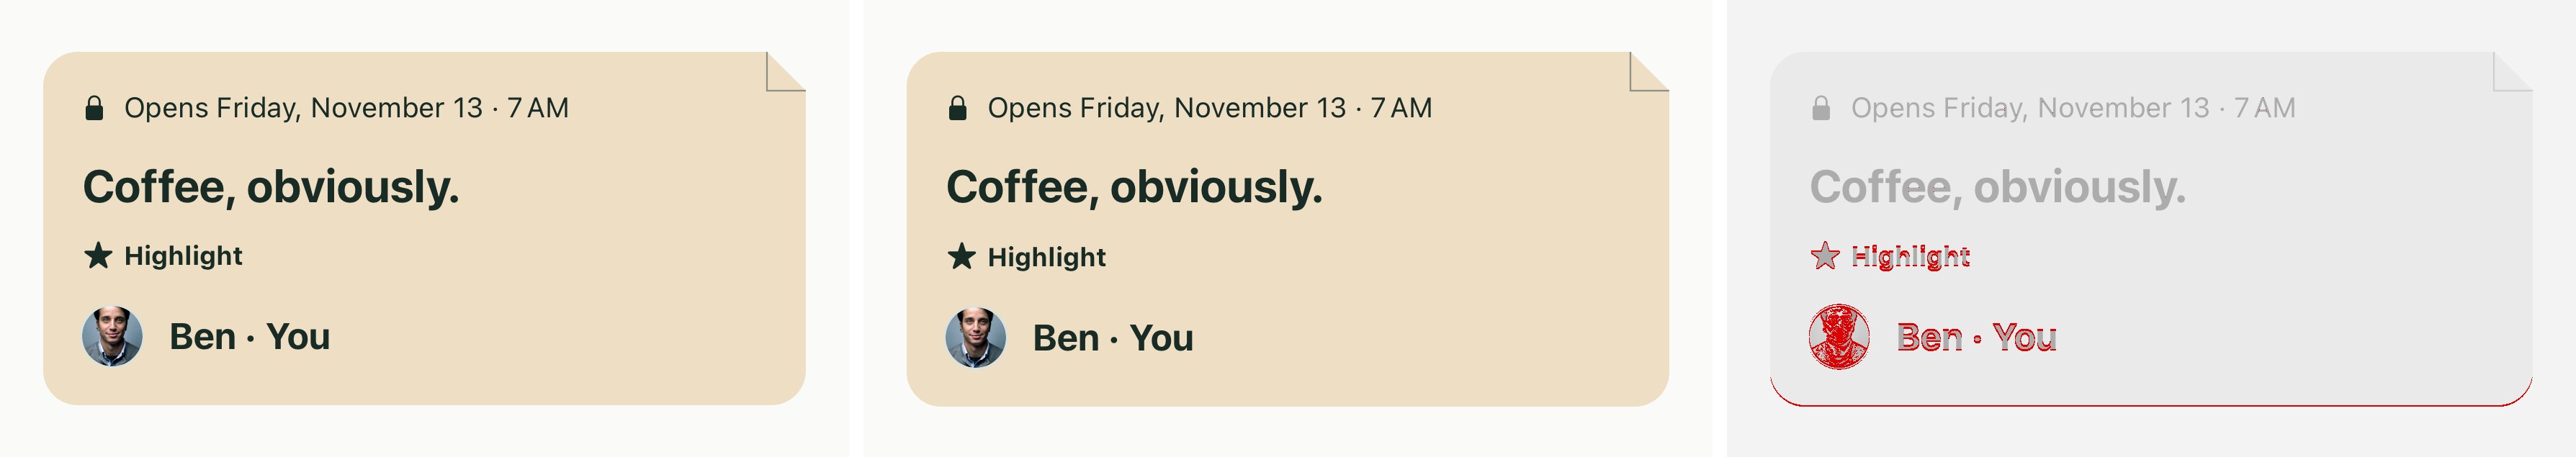 Opens Friday, November 13 · 7 AM
Coffee, obviously.
Highlight
Ben · You
Opens Friday, November 13 · 7 AM
Coffee, obviously.
Highlight
Ben · You
Opens Friday, November 13 · 7 AM
Coffee, obviously.
Highlight
Ben · You